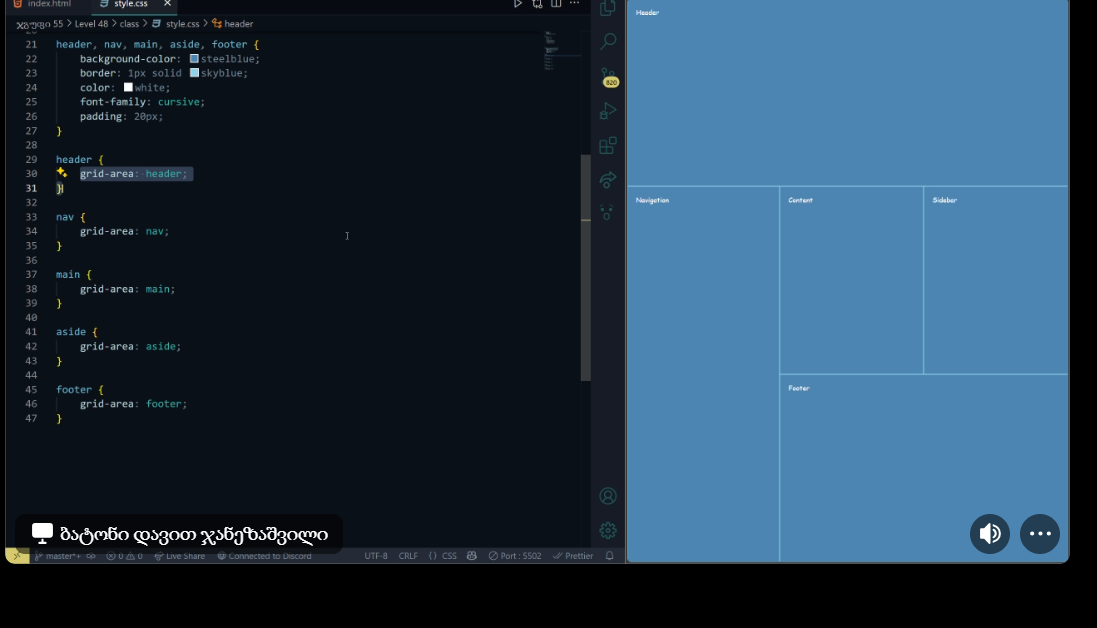 index.html
style.css
ჯგუფი 55 > Level 48 > class > style.css > header
21 header, nav, main, aside, footer {
22 background-color: steelblue;
23 border: 1px solid skyblue;
24 color: white;
25 font-family: cursive;
26 padding: 20px;
27 }
28
29 header {
30 grid-area: header;
31 }
32
33 nav {
34 grid-area: nav;
35 }
36
37 main {
38 grid-area: main;
39 }
40
41 aside {
42 grid-area: aside;
43 }
44
45 footer {
46 grid-area: footer;
47 }
820
Header
Navigation
Content
Sidebar
Footer
ბატონი დავით ჯანეზაშვილი
master*+ 0 0 Live Share Connected to Discord UTF-8 CRLF {} CSS Port : 5502 Prettier